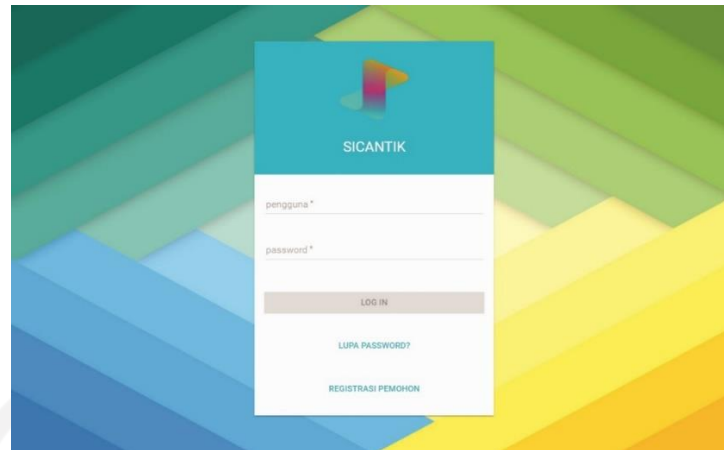 SICANTIK
pengguna *
password *
LOG IN
LUPA PASSWORD?
REGISTRASI PEMOHON